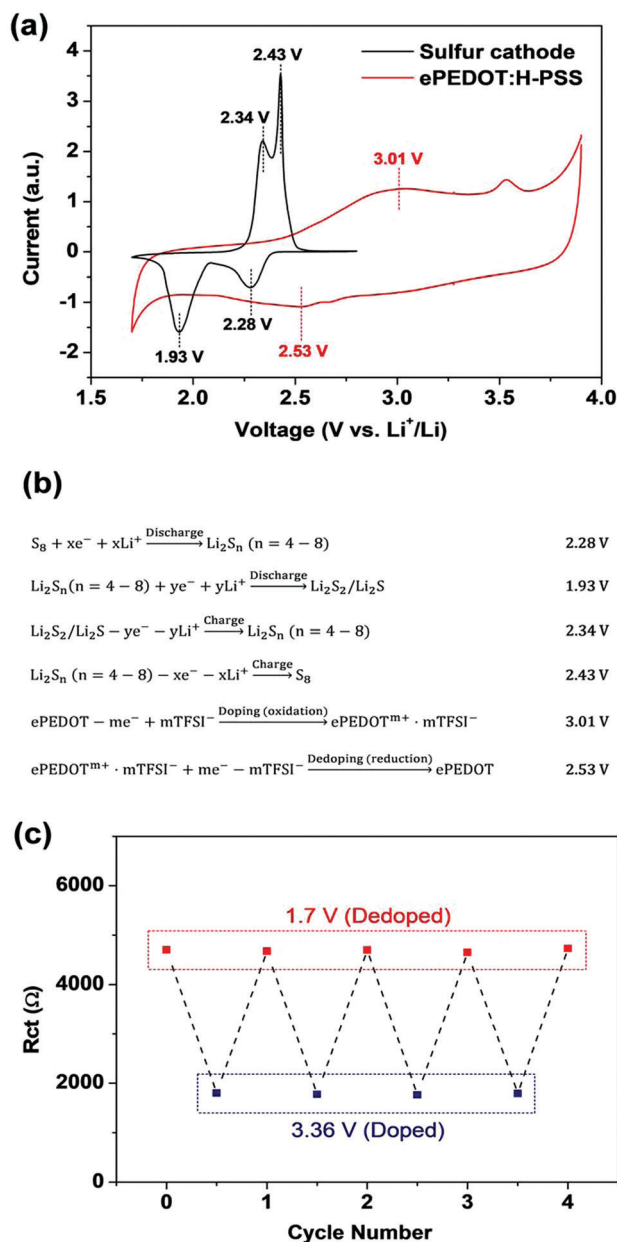 (a)
4
3
2
1
0
-1
-2
Current (a.u.)
2.43 V
2.34 V
3.01 V
Sulfur cathode
ePEDOT:H-PSS
2.28 V
1.93 V
2.53 V
1.5 2.0 2.5 3.0 3.5 4.0
Voltage (V vs. Li⁺/Li)
(b)
S₈ + xe⁻ + xLi⁺ —Discharge→ Li₂Sₙ (n = 4 − 8) 2.28 V
Li₂Sₙ(n = 4 − 8) + ye⁻ + yLi⁺ —Discharge→ Li₂S₂/Li₂S 1.93 V
Li₂S₂/Li₂S − ye⁻ − yLi⁺ —Charge→ Li₂Sₙ (n = 4 − 8) 2.34 V
Li₂Sₙ (n = 4 − 8) − xe⁻ − xLi⁺ —Charge→ S₈ 2.43 V
ePEDOT − me⁻ + mTFSI⁻ —Doping (oxidation)→ ePEDOTᵐ⁺ · mTFSI⁻ 3.01 V
ePEDOTᵐ⁺ · mTFSI⁻ + me⁻ − mTFSI⁻ —Dedoping (reduction)→ ePEDOT 2.53 V
(c)
6000
4000
2000
0
Rct (Ω)
1.7 V (Dedoped)
3.36 V (Doped)
0 1 2 3 4
Cycle Number